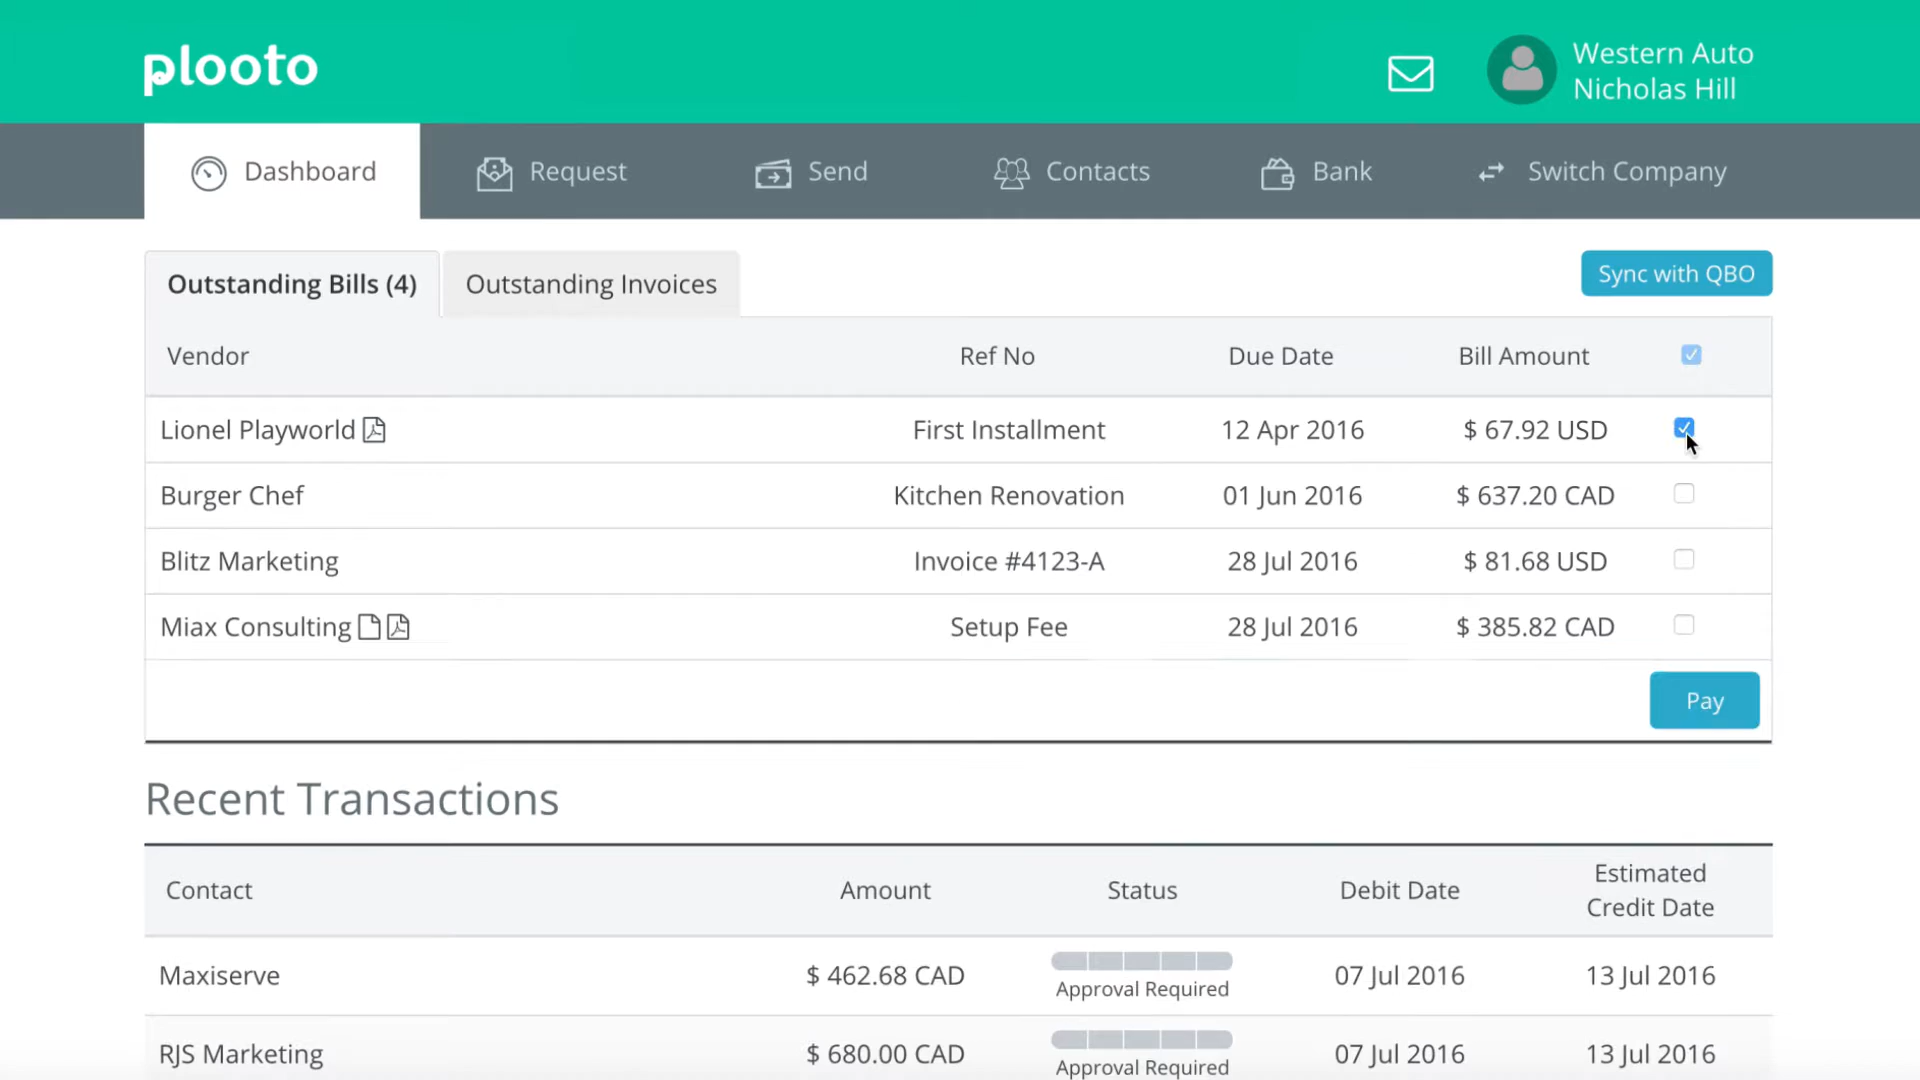 plooto
Western Auto
Nicholas Hill
Dashboard
Request
Send
Contacts
Bank
Switch Company
Outstanding Bills (4)
Outstanding Invoices
Sync with QBO
Vendor Ref No Due Date Bill Amount
Lionel Playworld First Installment 12 Apr 2016 $ 67.92 USD
Burger Chef Kitchen Renovation 01 Jun 2016 $ 637.20 CAD
Blitz Marketing Invoice #4123-A 28 Jul 2016 $ 81.68 USD
Miax Consulting Setup Fee 28 Jul 2016 $ 385.82 CAD
Pay
Recent Transactions
Contact Amount Status Debit Date Estimated
Credit Date
Maxiserve $ 462.68 CAD Approval Required 07 Jul 2016 13 Jul 2016
RJS Marketing $ 680.00 CAD Approval Required 07 Jul 2016 13 Jul 2016